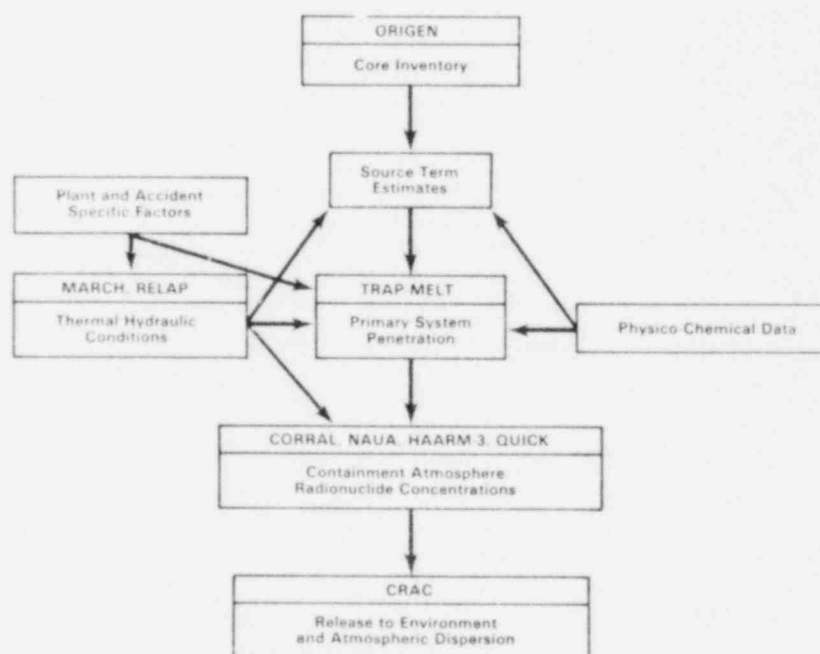 ORIGEN
Core Inventory
Source Term
Estimates
Plant and Accident
Specific Factors
MARCH, RELAP
Thermal Hydraulic
Conditions
TRAP MELT
Primary System
Penetration
Physico Chemical Data
CORRAL, NAUA, HAARM 3, QUICK
Containment Atmosphere
Radionuclide Concentrations
CRAC
Release to Environment
and Atmospheric Dispersion